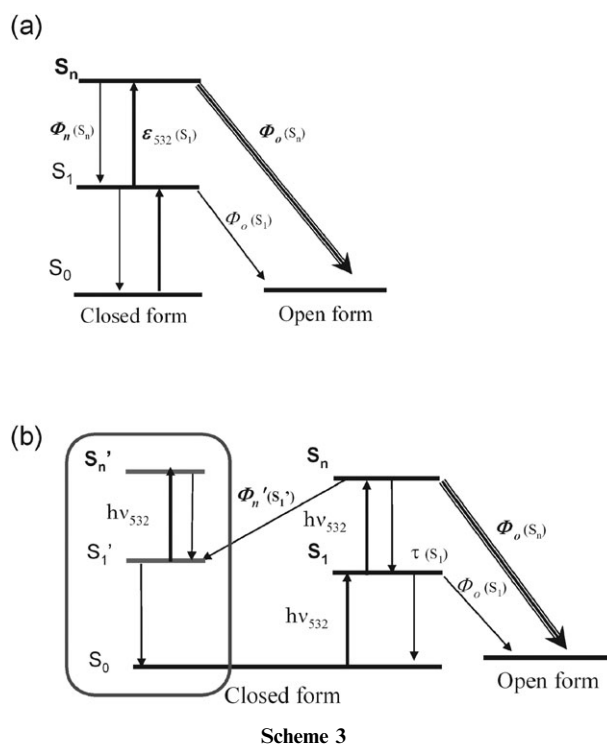 (a)
Sₙ
Φₙ (Sₙ)
ε₅₃₂ (S₁)
Φₒ (Sₙ)
S₁
Φₒ (S₁)
S₀
Closed form
Open form
(b)
Sₙ'
Sₙ
Φₙ'(S₁')
hν₅₃₂
hν₅₃₂
Φₒ (Sₙ)
S₁'
S₁
τ (S₁)
Φₒ (S₁)
hν₅₃₂
S₀
Closed form
Open form
Scheme 3